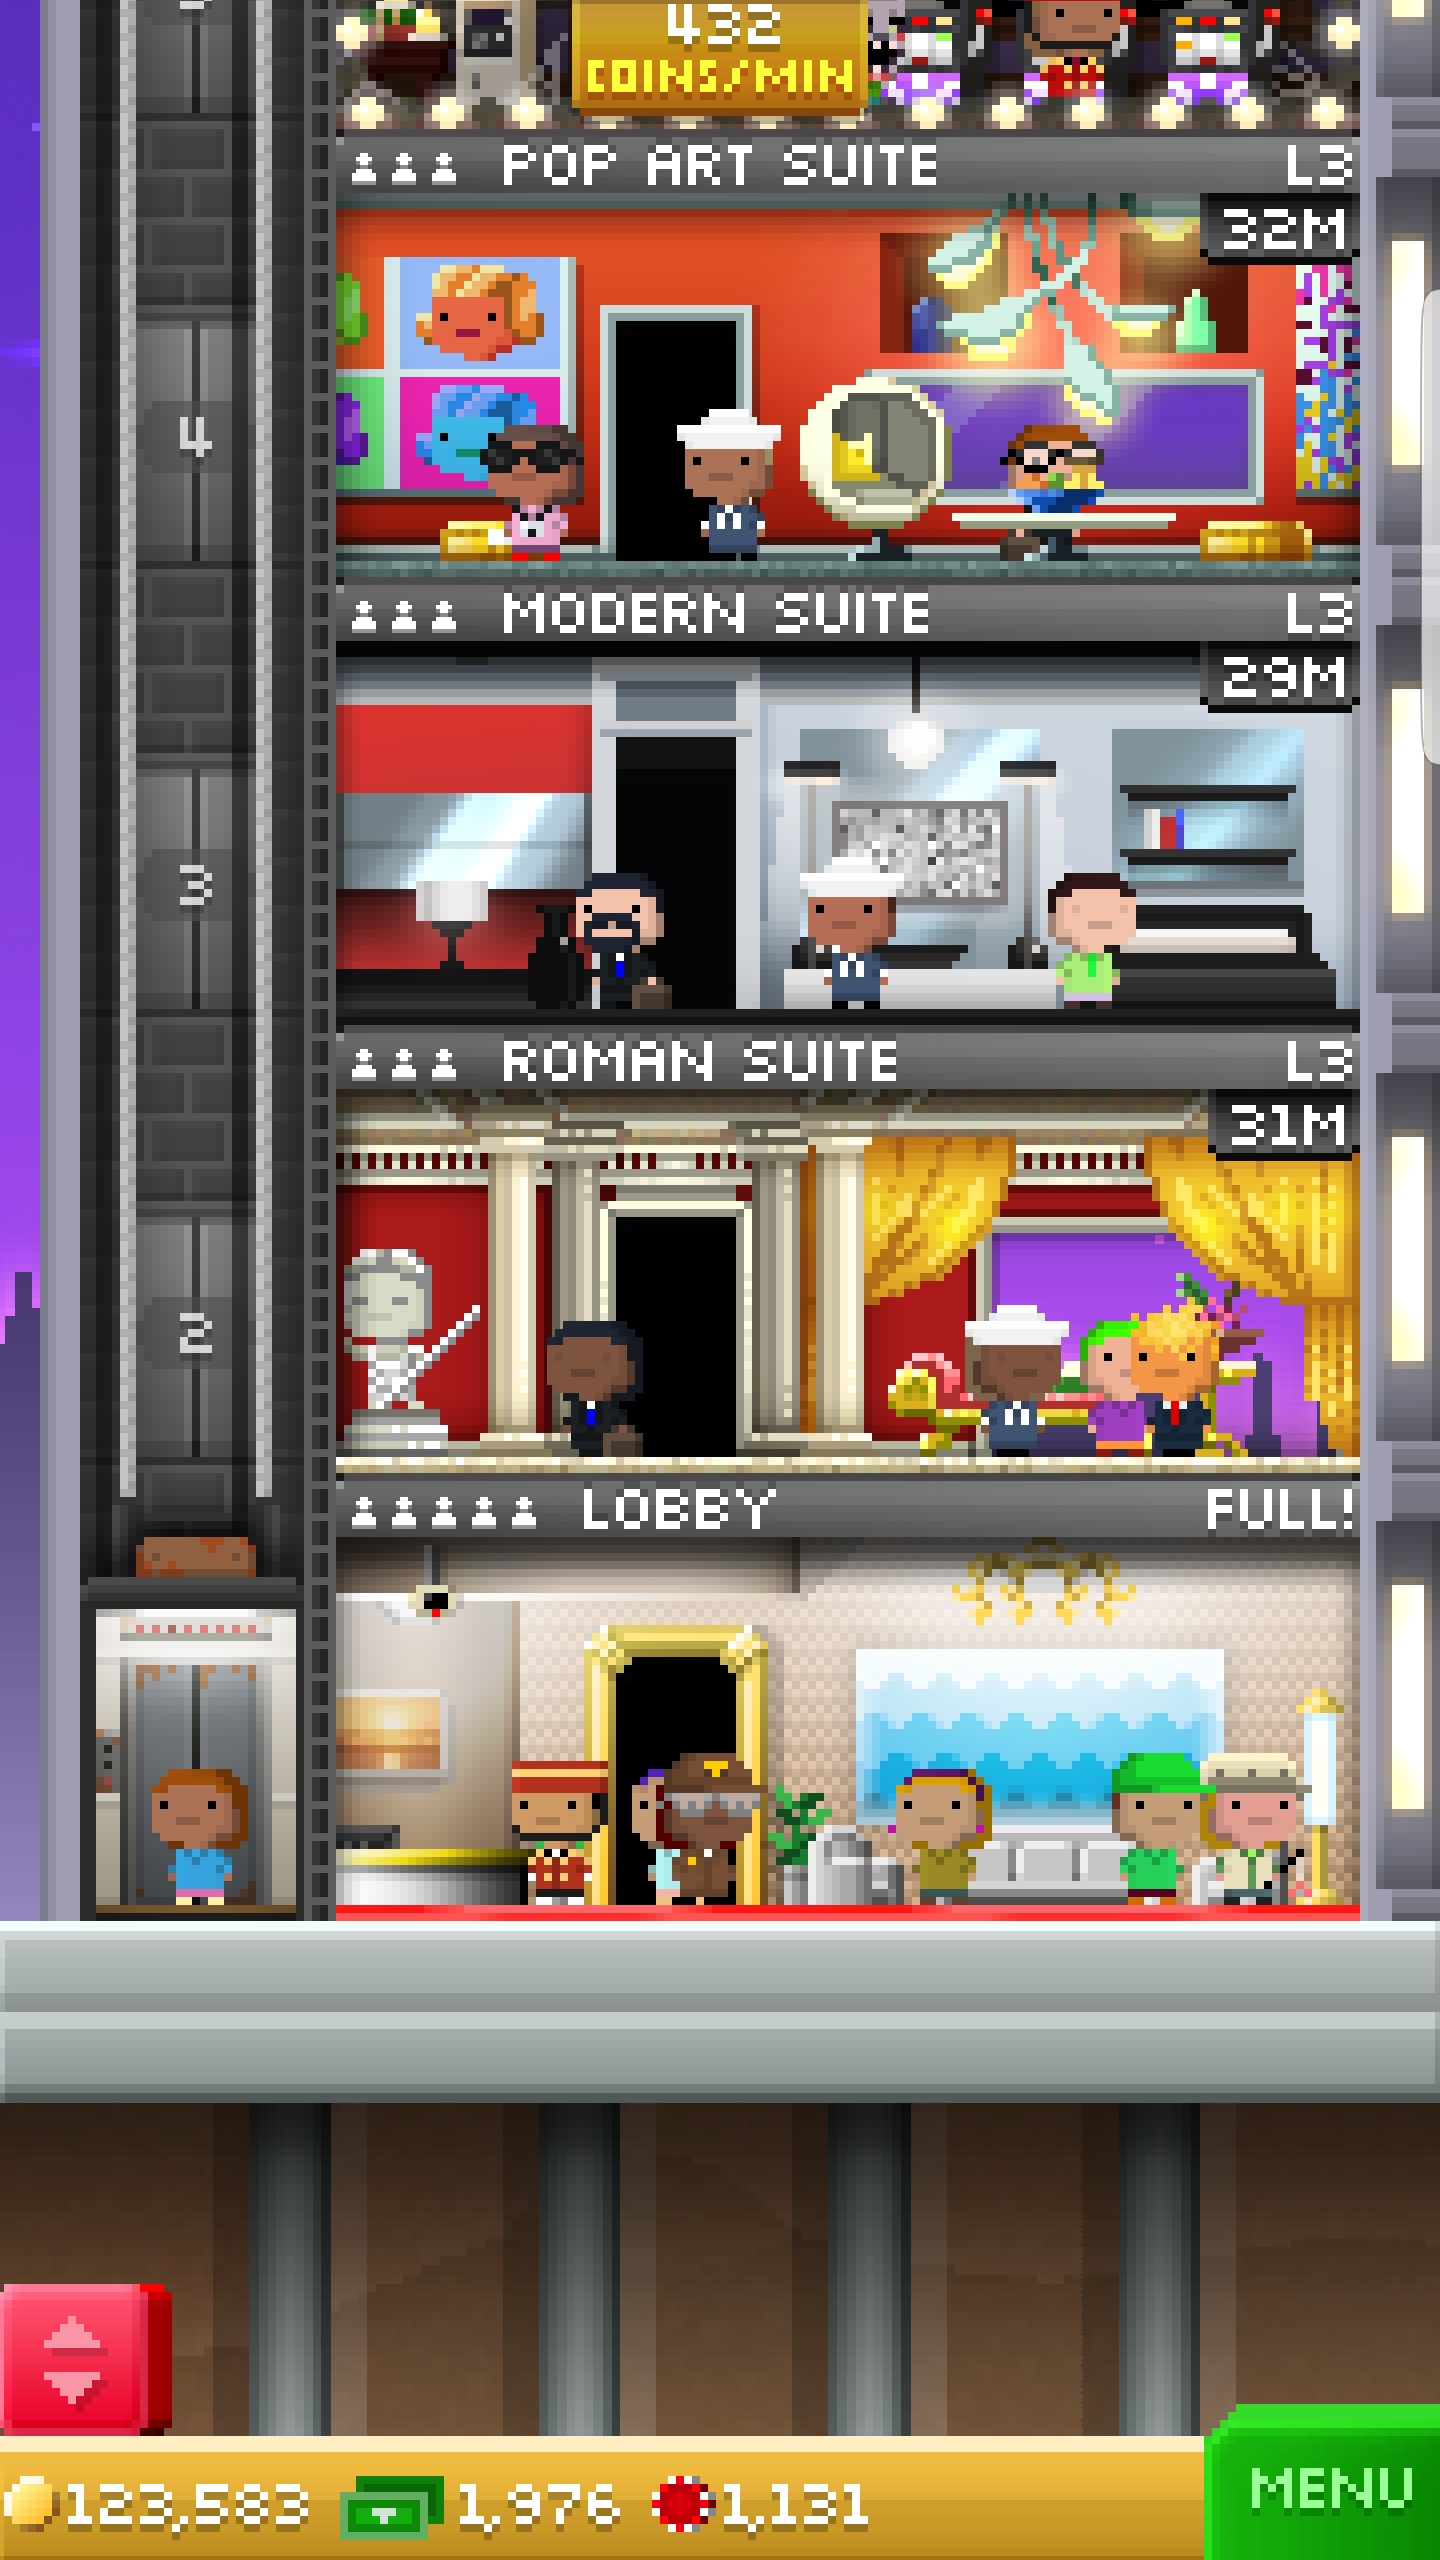 432
COINS/MIN
POP ART SUITE L3
32M
4
MODERN SUITE L3
29M
3
ROMAN SUITE L3
31M
2
LOBBY FULL!
123,583 1,976 1,131 MENU